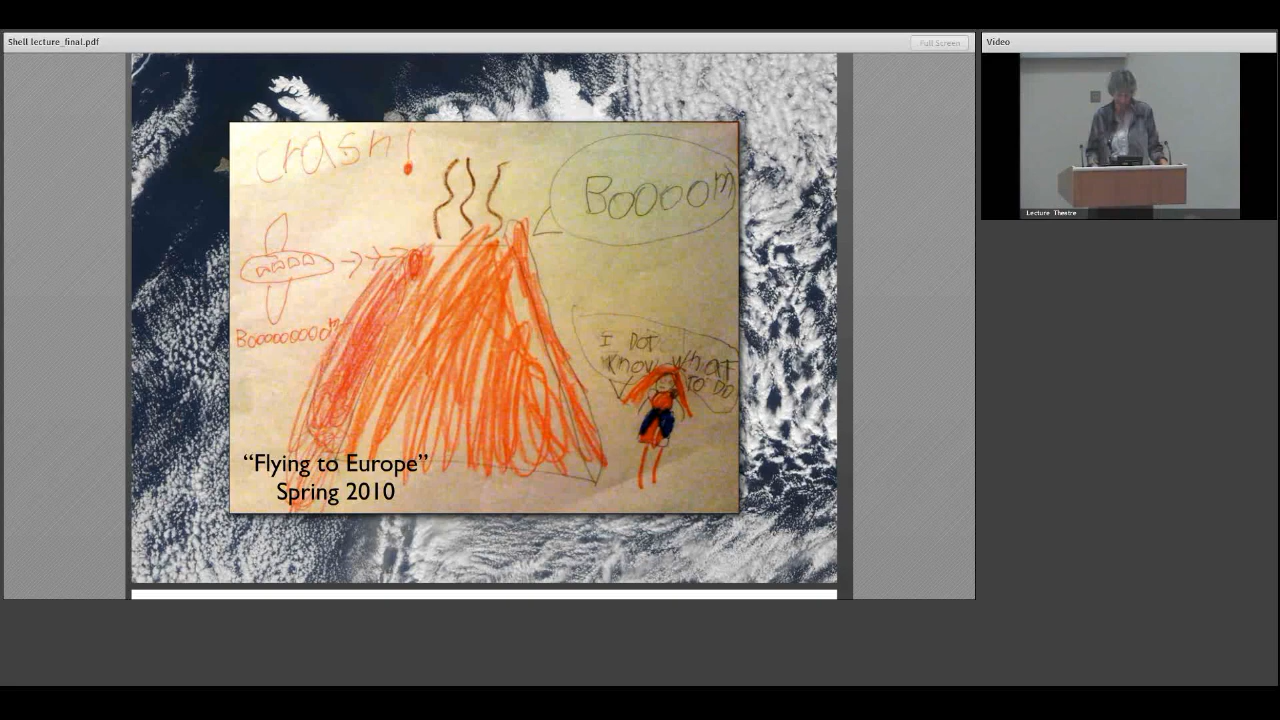 Shell lecture_final.pdf
Full Screen
Video
Lecture Theatre
crash!
Boooom
Boooooooom
I DOT
KNOW WHAT
TO DO
“Flying to Europe”
Spring 2010